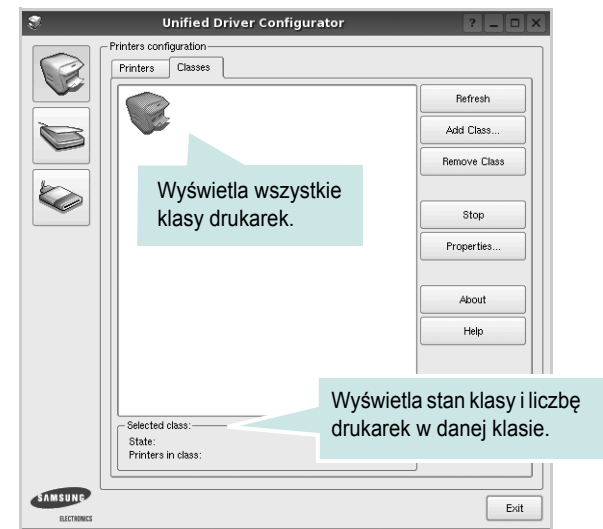 Unified Driver Configurator
Printers configuration
Printers Classes
Refresh
Add Class...
Remove Class
Wyświetla wszystkie
klasy drukarek.
Stop
Properties...
About
Help
Wyświetla stan klasy i liczbę
drukarek w danej klasie.
Selected class:
State:
Printers in class:
SAMSUNG
ELECTRONICS
Exit